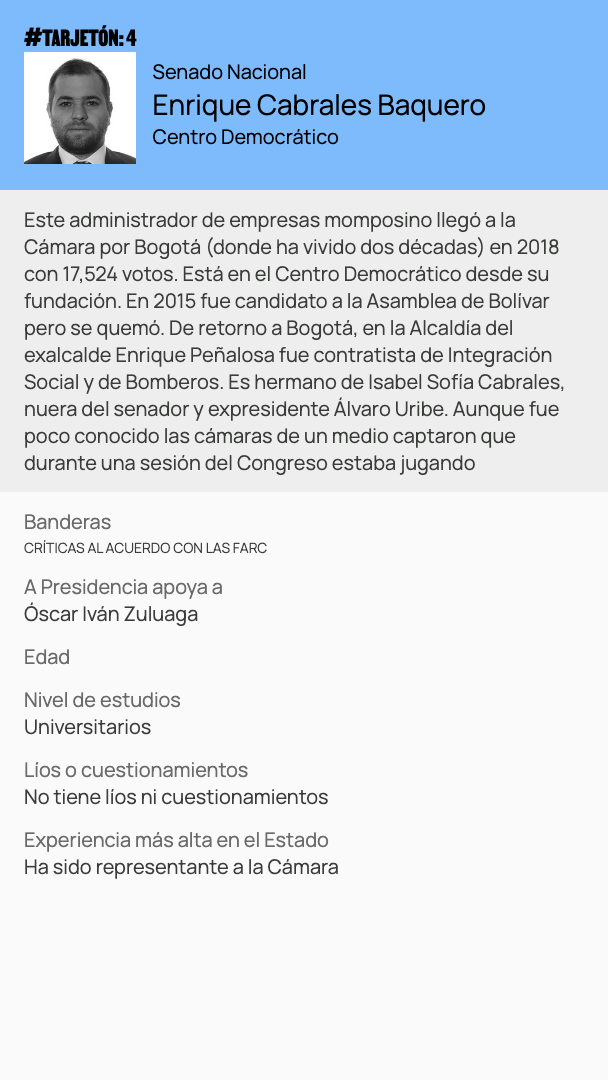 #TARJETÓN: 4
Senado Nacional
Enrique Cabrales Baquero
Centro Democrático
Este administrador de empresas momposino llegó a la
Cámara por Bogotá (donde ha vivido dos décadas) en 2018
con 17,524 votos. Está en el Centro Democrático desde su
fundación. En 2015 fue candidato a la Asamblea de Bolívar
pero se quemó. De retorno a Bogotá, en la Alcaldía del
exalcalde Enrique Peñalosa fue contratista de Integración
Social y de Bomberos. Es hermano de Isabel Sofía Cabrales,
nuera del senador y expresidente Álvaro Uribe. Aunque fue
poco conocido las cámaras de un medio captaron que
durante una sesión del Congreso estaba jugando
Banderas
CRÍTICAS AL ACUERDO CON LAS FARC
A Presidencia apoya a
Óscar Iván Zuluaga
Edad
Nivel de estudios
Universitarios
Líos o cuestionamientos
No tiene líos ni cuestionamientos
Experiencia más alta en el Estado
Ha sido representante a la Cámara